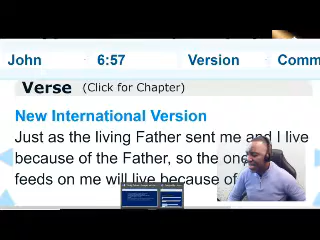 John 6:57 Version Comm
Verse (Click for Chapter)
New International Version
Just as the living Father sent me and I live
because of the Father, so the one
feeds on me will live because of